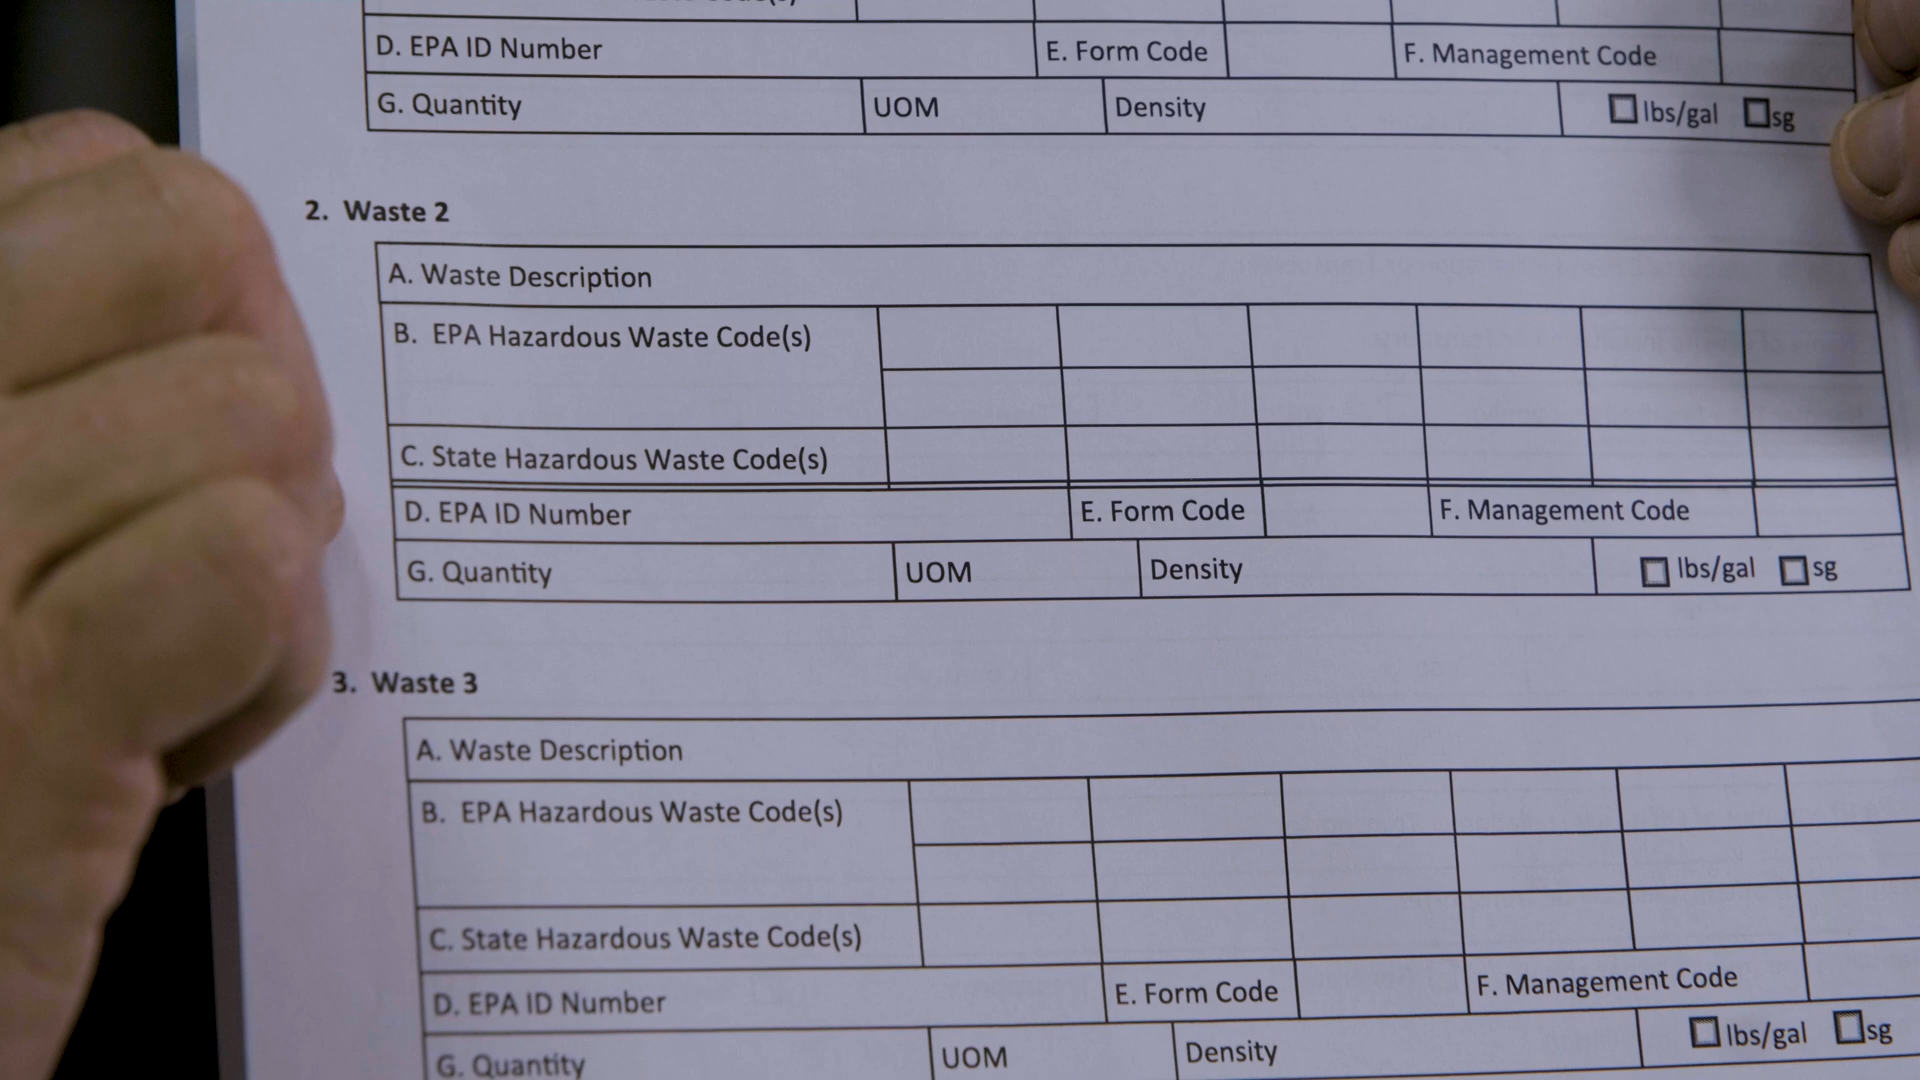 D. EPA ID Number E. Form Code F. Management Code
G. Quantity UOM Density lbs/gal sg
2. Waste 2
A. Waste Description
B. EPA Hazardous Waste Code(s)
C. State Hazardous Waste Code(s)
D. EPA ID Number E. Form Code F. Management Code
G. Quantity UOM Density lbs/gal sg
3. Waste 3
A. Waste Description
B. EPA Hazardous Waste Code(s)
C. State Hazardous Waste Code(s)
D. EPA ID Number E. Form Code F. Management Code
G. Quantity UOM Density lbs/gal sg